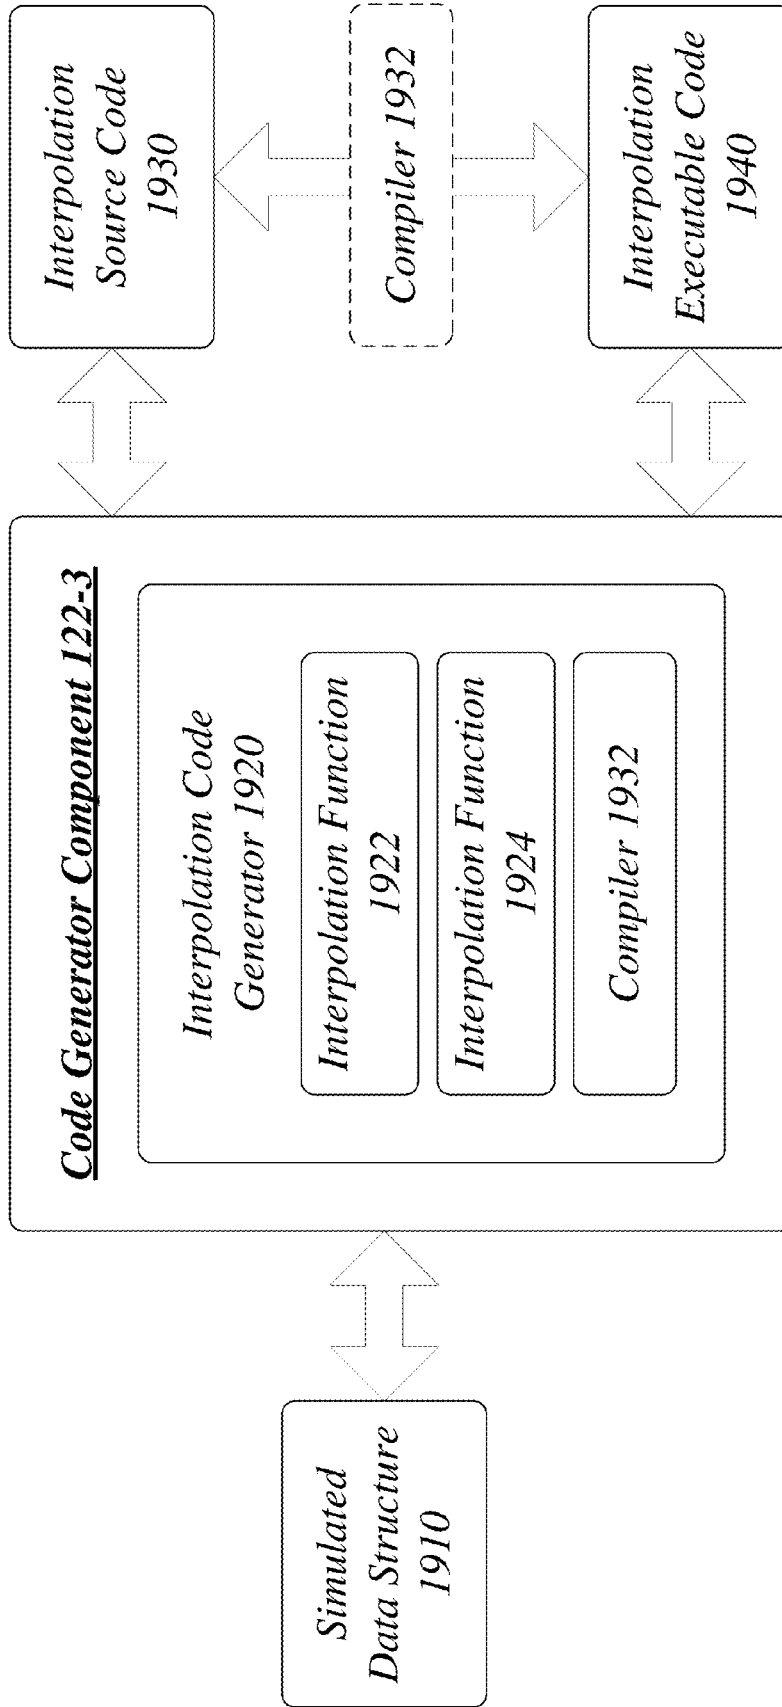 Simulated
Data Structure
1910
Code Generator Component 122-3
Interpolation Code
Generator 1920
Interpolation Function
1922
Interpolation Function
1924
Compiler 1932
Interpolation
Source Code
1930
Compiler 1932
Interpolation
Executable Code
1940